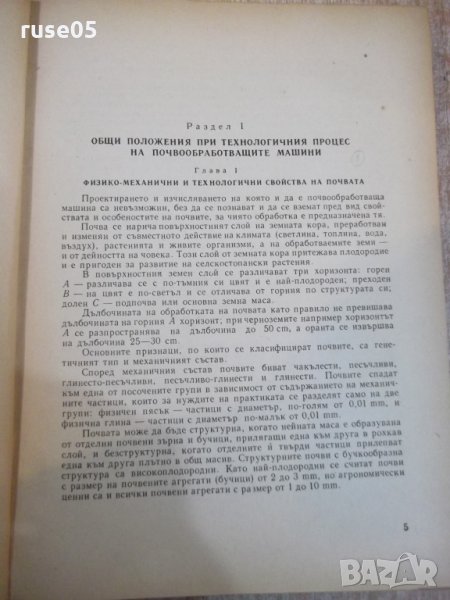 ruse05
Раздел I
ОБЩИ ПОЛОЖЕНИЯ ПРИ ТЕХНОЛОГИЧНИЯ ПРОЦЕС
НА ПОЧВООБРАБОТВАЩИТЕ МАШИНИ
Глава I
ФИЗИКО-МЕХАНИЧНИ И ТЕХНОЛОГИЧНИ СВОЙСТВА НА ПОЧВАТА
Проектирането и изчисляването на която и да е почвообработваща
машина са невъзможни, без да се познават и да се вземат пред вид свой-
ствата и особеностите на почвите, за чиято обработка е предназначена тя.
Почва се нарича повърхностният слой на земната кора, преработван
и изменян от съвместното действие на климата (светлина, топлина, вода,
въздух), растенията и живите организми, а на обработваемите земи —
и от дейността на човека. Този слой от земната кора притежава плодородие
и е пригоден за развитие на селскостопански растения.
В повърхностния земен слой се различават три хоризонта: горен
A — различава се с по-тъмния си цвят и е най-плодороден; преходен
B — на цвят е по-светъл и се отличава от горния по структурата си;
долен C — подпочва или основна земна маса.
Дълбочината на обработката на почвата като правило не превишава
дълбочината на горния A хоризонт; при черноземите например хоризонтът
A се разпространява на дълбочина до 50 cm, а оранта се извършва
на дълбочина 25—30 cm.
Основните признаци, по които се класифицират почвите, са ге-
нетичният тип и механичният състав.
Според механичния състав почвите биват чакълести, песъчливи,
глинесто-песъчливи, песъчливо-глинести и глинести. Почвите спадат
към една от посочените групи в зависимост от съдържанието на механич-
ните частици, които за нуждите на практиката се разделят само на две
групи: физичен пясък — частици с диаметър, по-голям от 0,01 mm, и
физична глина — частици с диаметър по-малък от 0,01 mm.
Почвата може да бъде структурна, когато нейната маса е образувана
от отделни почвени зърна и бучици, прилягащи една към друга в рохкав
слой, и безструктурна, когато отделните ѝ твърди частици прилепват
една към друга плътно в общ масив. Структурните почви с бучкообразна
структура са високоплодородни. Като най-плодородни се считат почви
с размер на почвените агрегати (бучици) от 2 до 3 mm, но агрономически
ценни са и всички почвени агрегати с размер от 1 до 10 mm.
5
BAZAR.bg